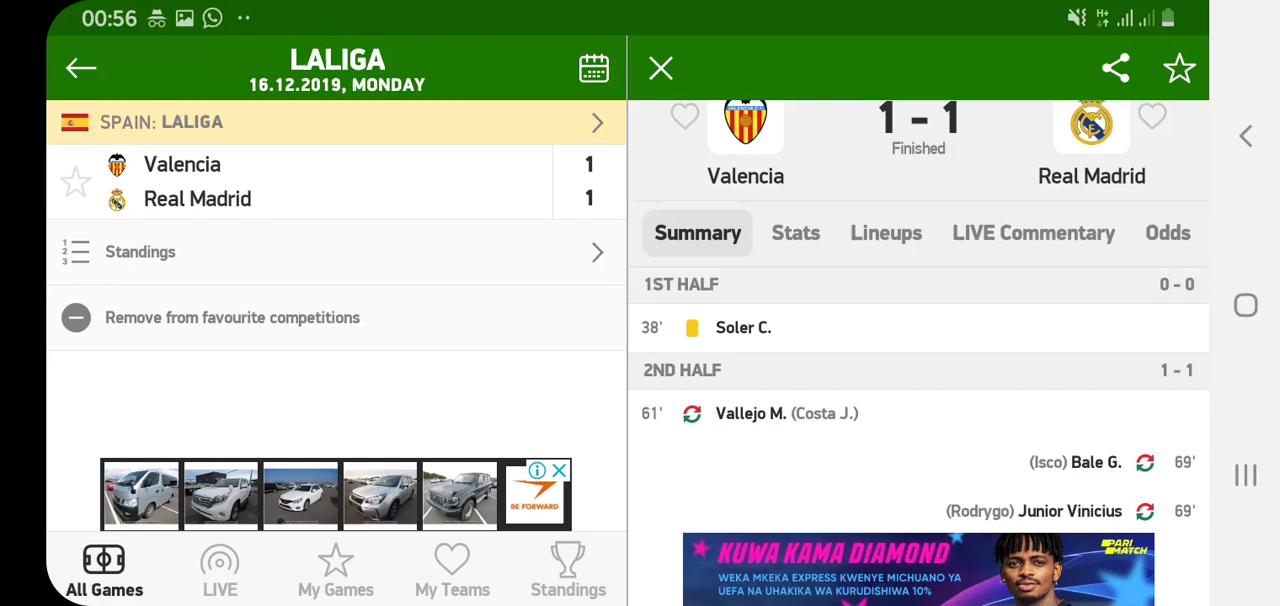 00:56
LALIGA
16.12.2019, MONDAY
SPAIN: LALIGA
Valencia 1
Real Madrid 1
1
2
3
Standings
Remove from favourite competitions
BE FORWARD
All Games
LIVE
My Games
My Teams
Standings
H+
1 - 1
Finished
Valencia
Real Madrid
Summary Stats Lineups LIVE Commentary Odds
1ST HALF 0 - 0
38' Soler C.
2ND HALF 1 - 1
61' Vallejo M. (Costa J.)
(Isco) Bale G. 69'
(Rodrygo) Junior Vinicius 69'
KUWA KAMA DIAMOND
WEKA MKEKA EXPRESS KWENYE MICHUANO YA
UEFA NA UHAKIKA WA KURUDISHIWA 10%
PARI
MATCH